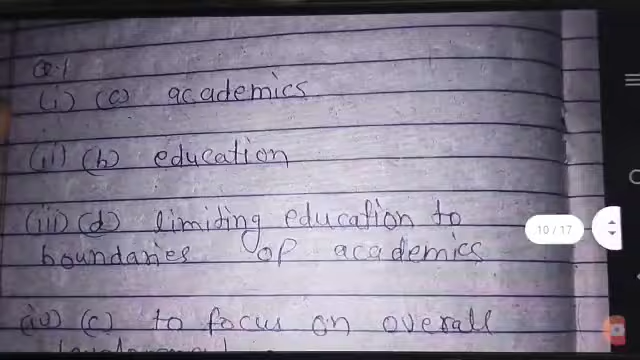 Q.1
(i) (c) academics
(ii) (b) education
(iii) (d) limiting education to
boundaries of academics
(iv) (c) to focus on overall
10 / 17